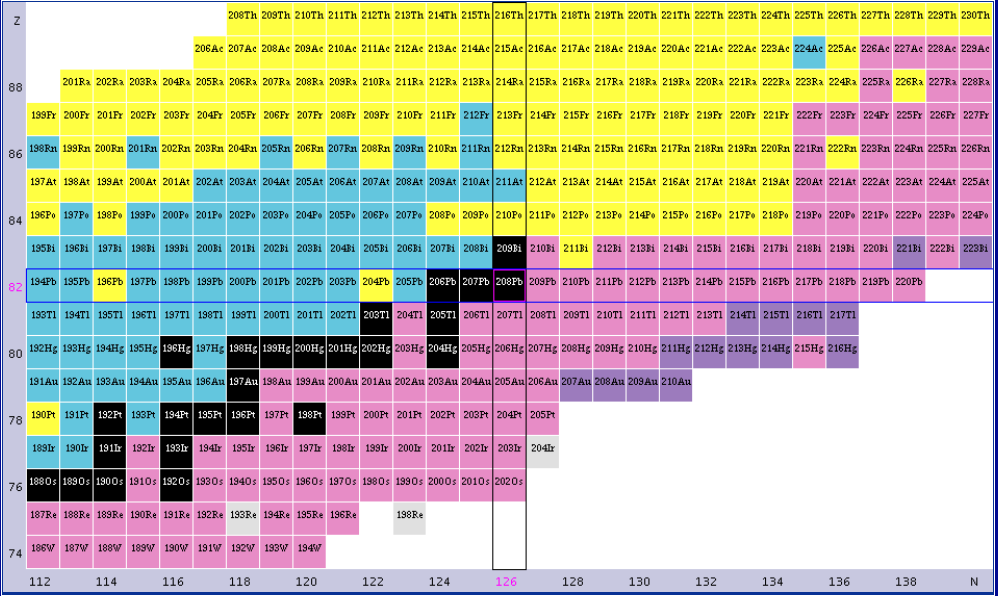 Z 208Th 209Th 210Th 211Th 212Th 213Th 214Th 215Th 216Th 217Th 218Th 219Th 220Th 221Th 222Th 223Th 224Th 225Th 226Th 227Th 228Th 229Th 230Th
206Ac 207Ac 208Ac 209Ac 210Ac 211Ac 212Ac 213Ac 214Ac 215Ac 216Ac 217Ac 218Ac 219Ac 220Ac 221Ac 222Ac 223Ac 224Ac 225Ac 226Ac 227Ac 228Ac 229Ac
88 201Ra 202Ra 203Ra 204Ra 205Ra 206Ra 207Ra 208Ra 209Ra 210Ra 211Ra 212Ra 213Ra 214Ra 215Ra 216Ra 217Ra 218Ra 219Ra 220Ra 221Ra 222Ra 223Ra 224Ra 225Ra 226Ra 227Ra 228Ra
199Fr 200Fr 201Fr 202Fr 203Fr 204Fr 205Fr 206Fr 207Fr 208Fr 209Fr 210Fr 211Fr 212Fr 213Fr 214Fr 215Fr 216Fr 217Fr 218Fr 219Fr 220Fr 221Fr 222Fr 223Fr 224Fr 225Fr 226Fr 227Fr
86 198Rn 199Rn 200Rn 201Rn 202Rn 203Rn 204Rn 205Rn 206Rn 207Rn 208Rn 209Rn 210Rn 211Rn 212Rn 213Rn 214Rn 215Rn 216Rn 217Rn 218Rn 219Rn 220Rn 221Rn 222Rn 223Rn 224Rn 225Rn 226Rn
197At 198At 199At 200At 201At 202At 203At 204At 205At 206At 207At 208At 209At 210At 211At 212At 213At 214At 215At 216At 217At 218At 219At 220At 221At 222At 223At 224At 225At
84 196Po 197Po 198Po 199Po 200Po 201Po 202Po 203Po 204Po 205Po 206Po 207Po 208Po 209Po 210Po 211Po 212Po 213Po 214Po 215Po 216Po 217Po 218Po 219Po 220Po 221Po 222Po 223Po 224Po
195Bi 196Bi 197Bi 198Bi 199Bi 200Bi 201Bi 202Bi 203Bi 204Bi 205Bi 206Bi 207Bi 208Bi 209Bi 210Bi 211Bi 212Bi 213Bi 214Bi 215Bi 216Bi 217Bi 218Bi 219Bi 220Bi 221Bi 222Bi 223Bi
82 194Pb 195Pb 196Pb 197Pb 198Pb 199Pb 200Pb 201Pb 202Pb 203Pb 204Pb 205Pb 206Pb 207Pb 208Pb 209Pb 210Pb 211Pb 212Pb 213Pb 214Pb 215Pb 216Pb 217Pb 218Pb 219Pb 220Pb
193Tl 194Tl 195Tl 196Tl 197Tl 198Tl 199Tl 200Tl 201Tl 202Tl 203Tl 204Tl 205Tl 206Tl 207Tl 208Tl 209Tl 210Tl 211Tl 212Tl 213Tl 214Tl 215Tl 216Tl 217Tl
80 192Hg 193Hg 194Hg 195Hg 196Hg 197Hg 198Hg 199Hg 200Hg 201Hg 202Hg 203Hg 204Hg 205Hg 206Hg 207Hg 208Hg 209Hg 210Hg 211Hg 212Hg 213Hg 214Hg 215Hg 216Hg
191Au 192Au 193Au 194Au 195Au 196Au 197Au 198Au 199Au 200Au 201Au 202Au 203Au 204Au 205Au 206Au 207Au 208Au 209Au 210Au
78 190Pt 191Pt 192Pt 193Pt 194Pt 195Pt 196Pt 197Pt 198Pt 199Pt 200Pt 201Pt 202Pt 203Pt 204Pt 205Pt
189Ir 190Ir 191Ir 192Ir 193Ir 194Ir 195Ir 196Ir 197Ir 198Ir 199Ir 200Ir 201Ir 202Ir 203Ir 204Ir
76 188Os 189Os 190Os 191Os 192Os 193Os 194Os 195Os 196Os 197Os 198Os 199Os 200Os 201Os 202Os
187Re 188Re 189Re 190Re 191Re 192Re 193Re 194Re 195Re 196Re 198Re
74 186W 187W 188W 189W 190W 191W 192W 193W 194W
112 114 116 118 120 122 124 126 128 130 132 134 136 138 N